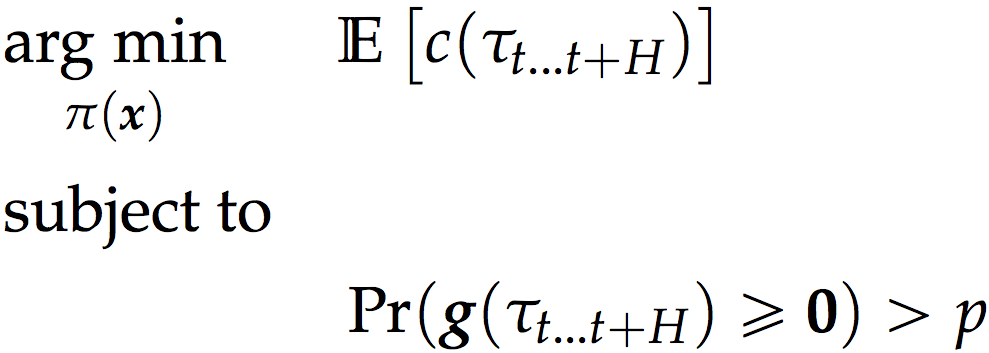 arg min 𝔼 [c(τ_{t...t+H})]
π(𝒙)
subject to
Pr(𝒈(τ_{t...t+H}) ⩾ 𝟎) > p